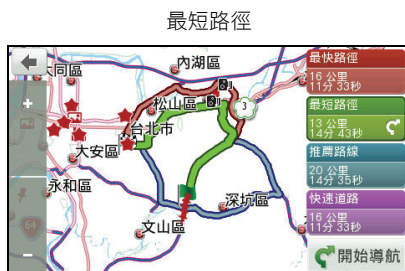 最短路徑
大同區
內湖區
松山區
台北市
大安區
永和區
深坑區
文山區
3
64
最快路徑
16 公里
11分 33秒
最短路徑
13 公里
14分 43秒
推薦路線
20 公里
14分 35秒
快速道路
16 公里
11分 33秒
開始導航